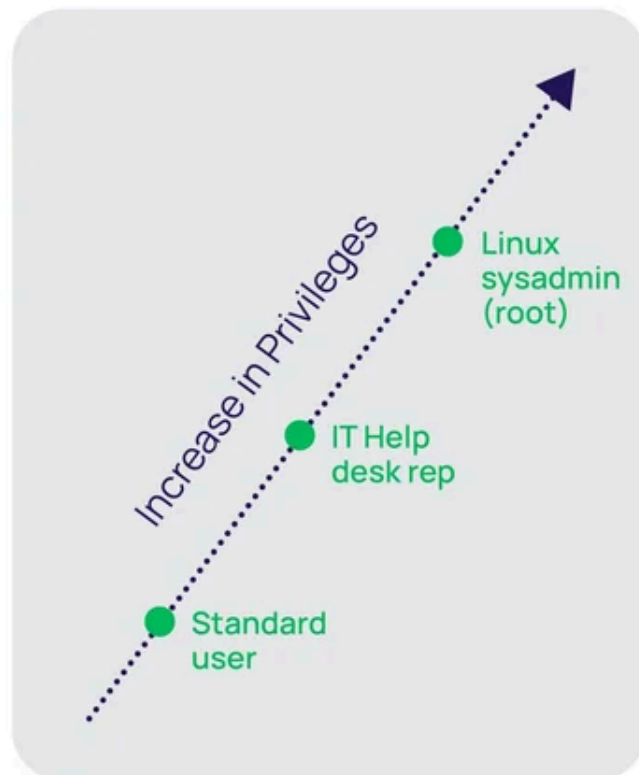 Increase in Privileges
Linux
sysadmin
(root)
IT Help
desk rep
Standard
user